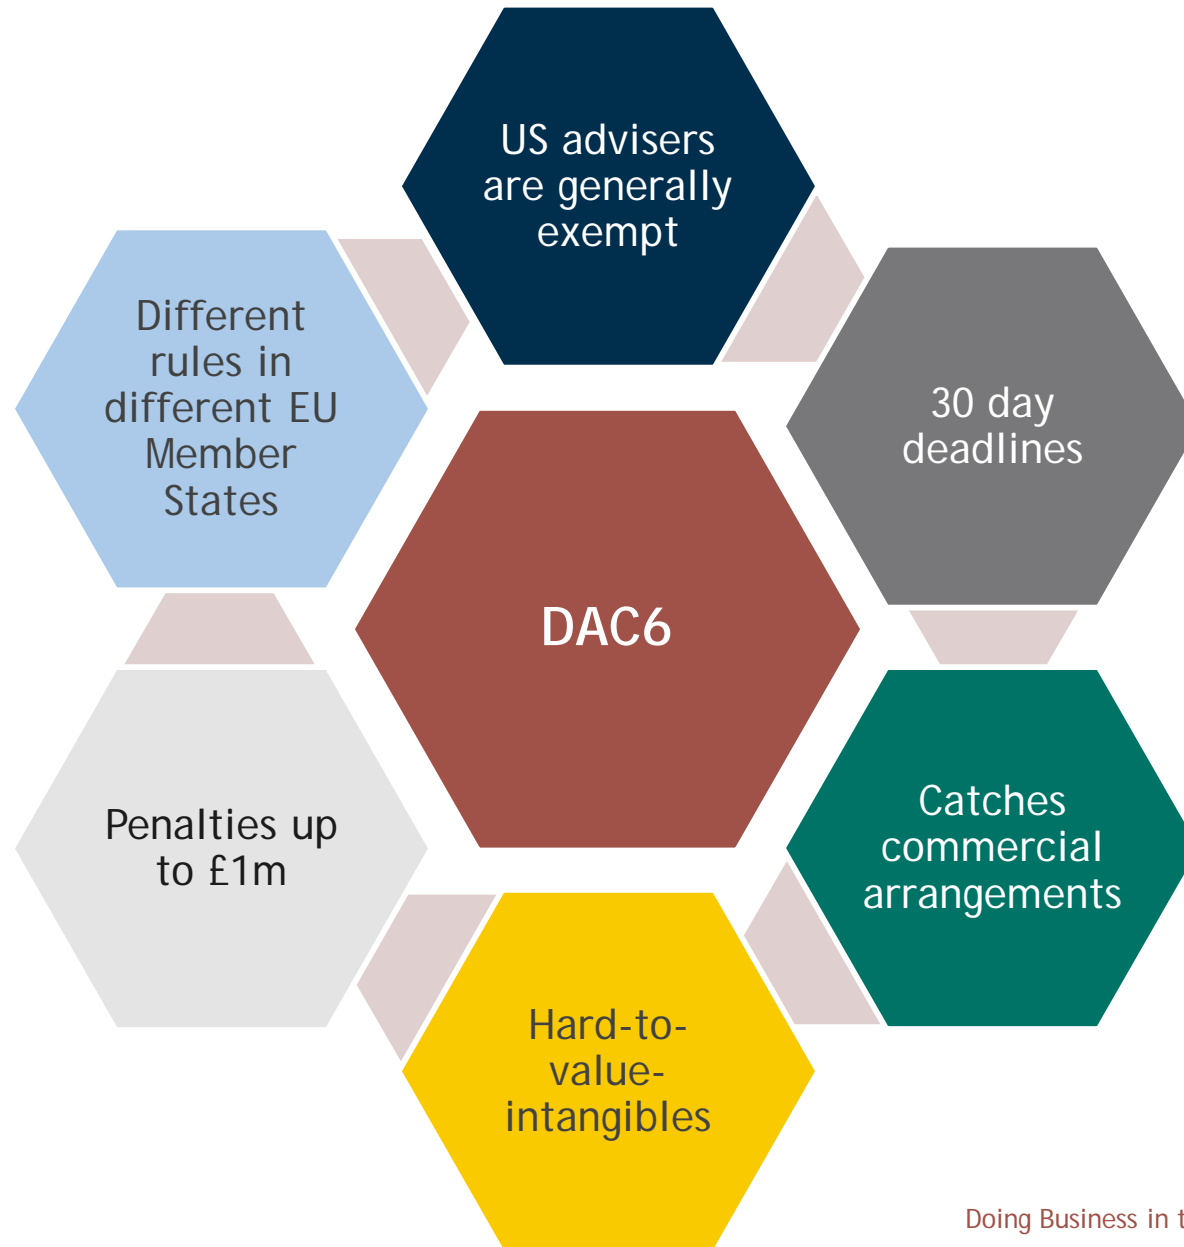 US advisers
are generally
exempt
Different
rules in
different EU
Member
States
30 day
deadlines
DAC6
Penalties up
to £1m
Catches
commercial
arrangements
Hard-to-
value-
intangibles
Doing Business in t